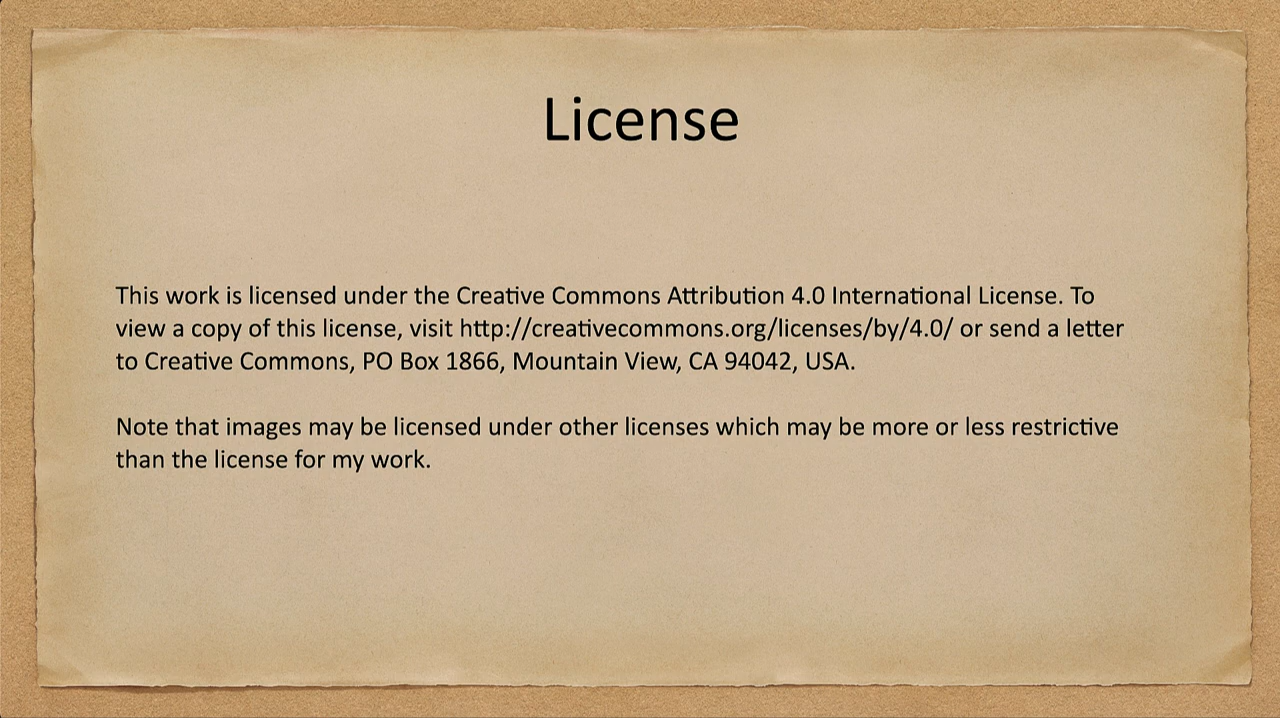 License
This work is licensed under the Creative Commons Attribution 4.0 International License. To
view a copy of this license, visit http://creativecommons.org/licenses/by/4.0/ or send a letter
to Creative Commons, PO Box 1866, Mountain View, CA 94042, USA.
Note that images may be licensed under other licenses which may be more or less restrictive
than the license for my work.